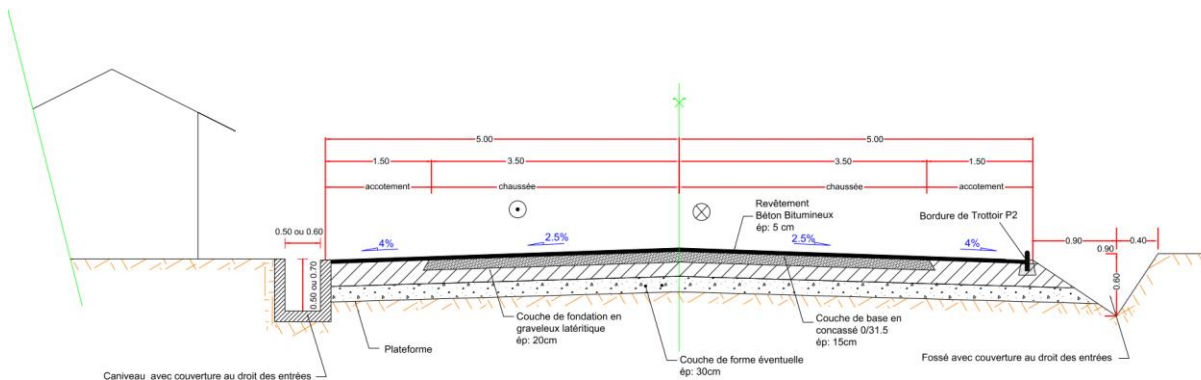 5.00
5.00
1.50
3.50
3.50
1.50
accotement
chaussée
chaussée
accotement
Revêtement
Béton Bitumineux
ép: 5 cm
Bordure de Trottoir P2
0.50 ou 0.60
4%
2.5%
2.5%
4%
0.90
0.90
0.40
0.50 ou 0.70
0.60
Couche de fondation en
graveleux latéritique
ép: 20cm
Couche de base en
concassé 0/31.5
ép: 15cm
Plateforme
Couche de forme éventuelle
ép: 30cm
Fossé avec couverture au droit des entrées
Caniveau avec couverture au droit des entrées